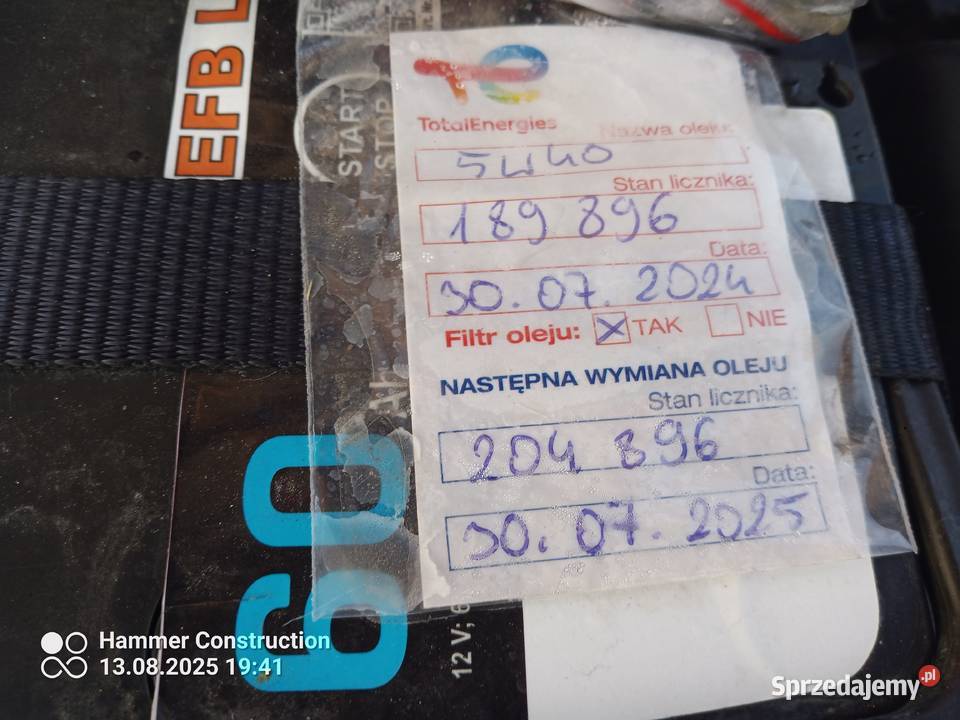 EFB
START
STOP
TotalEnergies
Nazwa oleju:
5W40
Stan licznika:
189 896
Data:
30.07.2024
Filtr oleju: X TAK NIE
NASTĘPNA WYMIANA OLEJU
Stan licznika:
204 896
Data:
30.07.2025
60
Ah
12 V;
Hammer Construction
13.08.2025 19:41
Sprzedajemy.pl